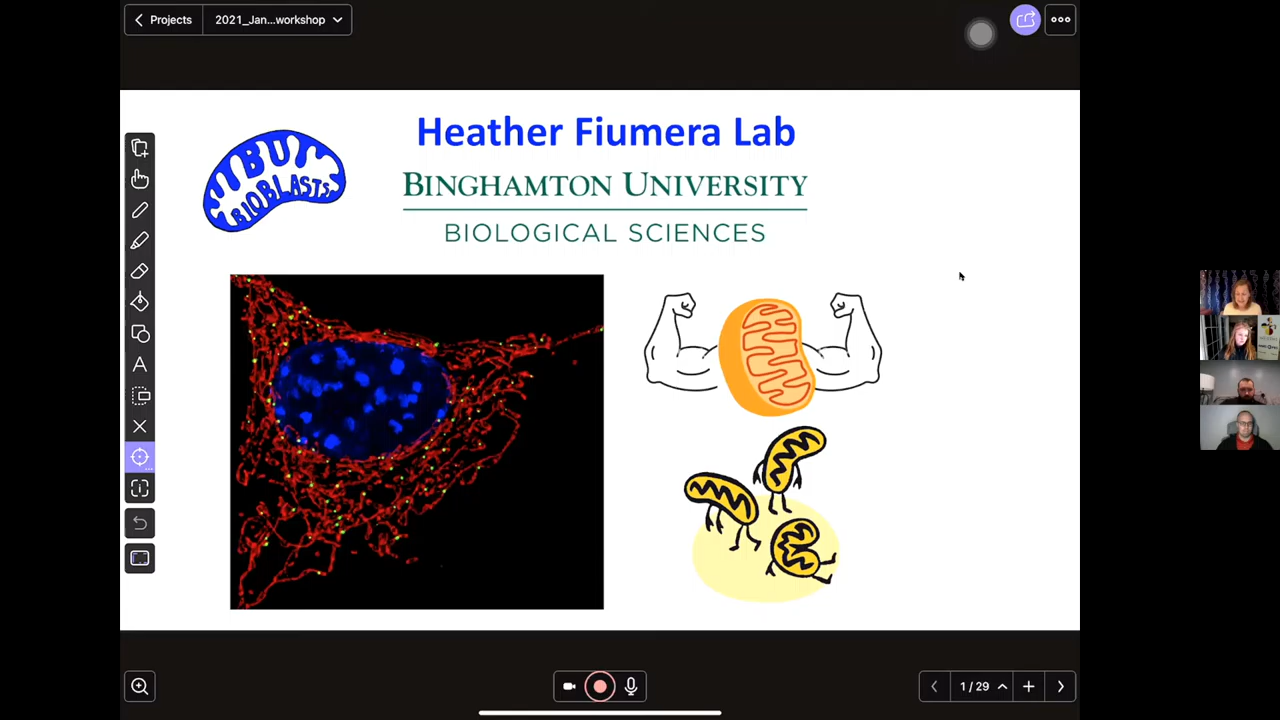 Projects
2021_Jan...workshop
Heather Fiumera Lab
BU
BIOBLASTS
BINGHAMTON UNIVERSITY
BIOLOGICAL SCIENCES
A
1 / 29